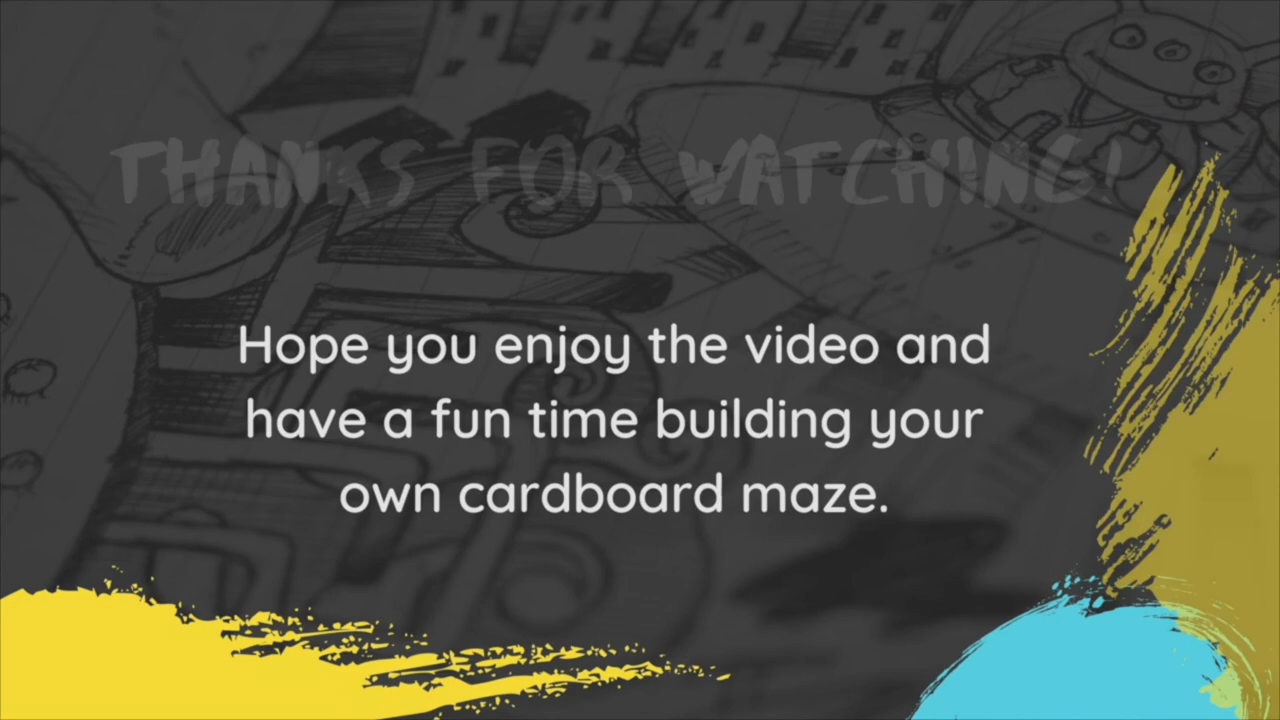 THANKS FOR WATCHING!
Hope you enjoy the video and
have a fun time building your
own cardboard maze.